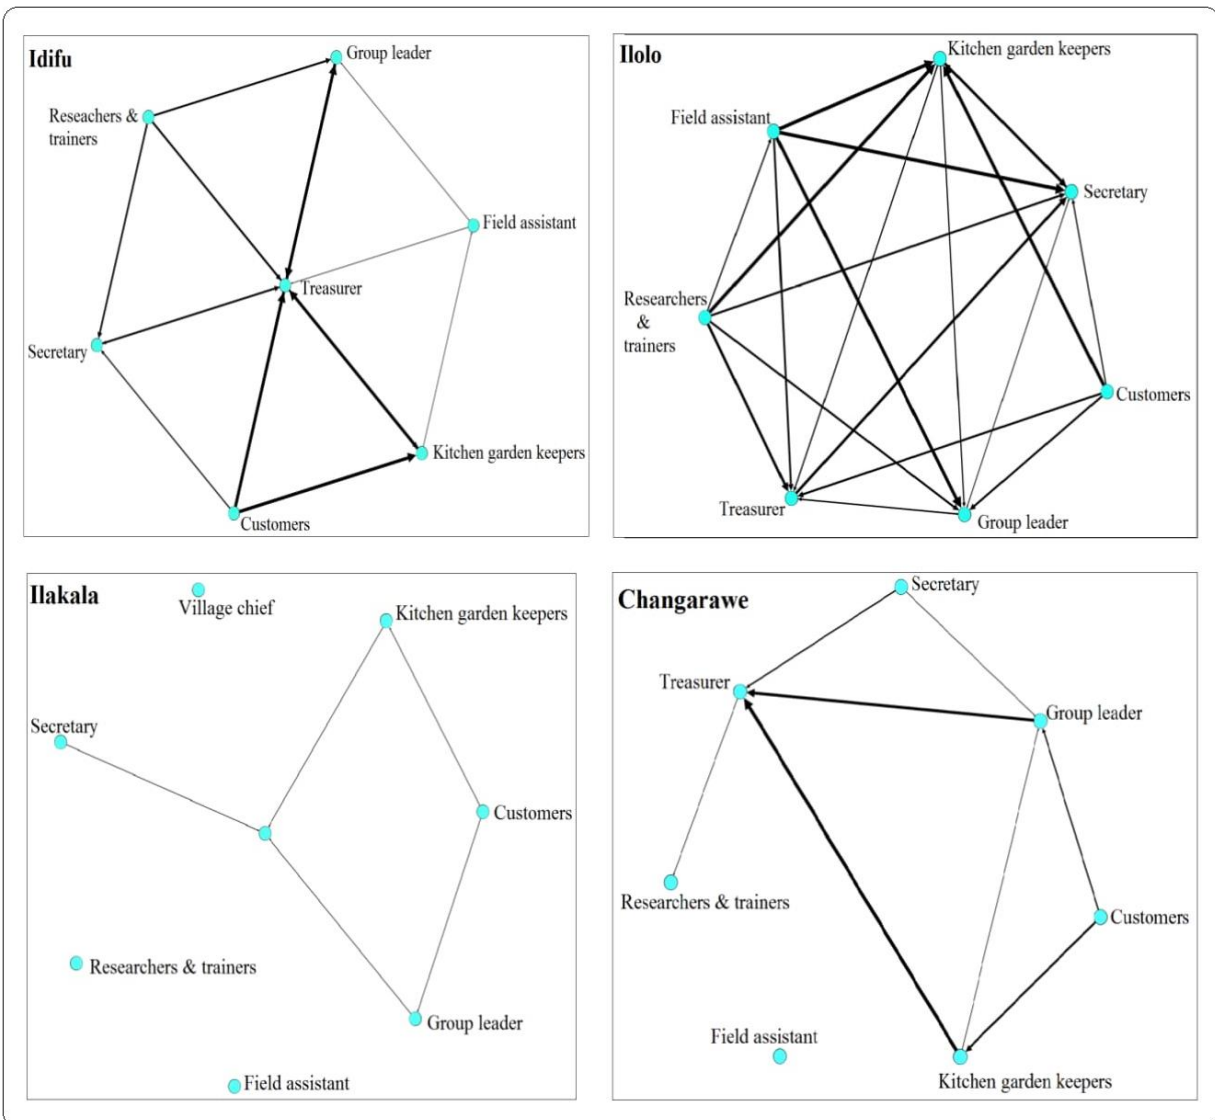 Idifu
Group leader
Reseachers &
trainers
Field assistant
Treasurer
Secretary
Kitchen garden keepers
Customers
Ilolo
Kitchen garden keepers
Field assistant
Secretary
Researchers
&
trainers
Customers
Treasurer
Group leader
Ilakala
Village chief
Kitchen garden keepers
Secretary
Customers
Researchers & trainers
Group leader
Field assistant
Changarawe
Secretary
Treasurer
Group leader
Researchers & trainers
Customers
Field assistant
Kitchen garden keepers